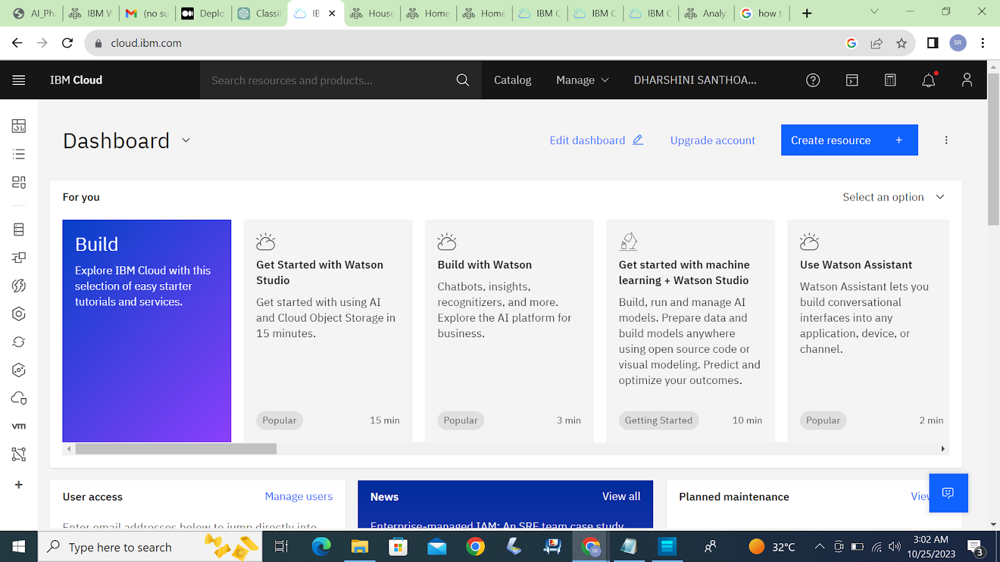 AI_Pha
IBM W
(no su
Deplo
Classif
IB
House
Home
Home
IBM C
IBM C
IBM C
Analy
how t
cloud.ibm.com
SR
IBM Cloud
Search resources and products...
Catalog
Manage
DHARSHINI SANTHOA...
Dashboard
Edit dashboard
Upgrade account
Create resource +
For you
Select an option
Build
Explore IBM Cloud with this
selection of easy starter
tutorials and services.
Get Started with Watson
Studio
Get started with using AI
and Cloud Object Storage in
15 minutes.
Popular
15 min
Build with Watson
Chatbots, insights,
recognitizers, and more.
Explore the AI platform for
business.
Popular
3 min
Get started with machine
learning + Watson Studio
Build, run and manage AI
models. Prepare data and
build models anywhere
using open source code or
visual modeling. Predict and
optimize your outcomes.
Getting Started
10 min
Use Watson Assistant
Watson Assistant lets you
build conversational
interfaces into any
application, device, or
channel.
Popular
2 min
vm
User access
Manage users
Enter email addresses below to jump directly into
News
View all
Enterprise-managed IAM: An SRE team case study
Planned maintenance
View
Type here to search
32°C
3:02 AM
10/25/2023
3